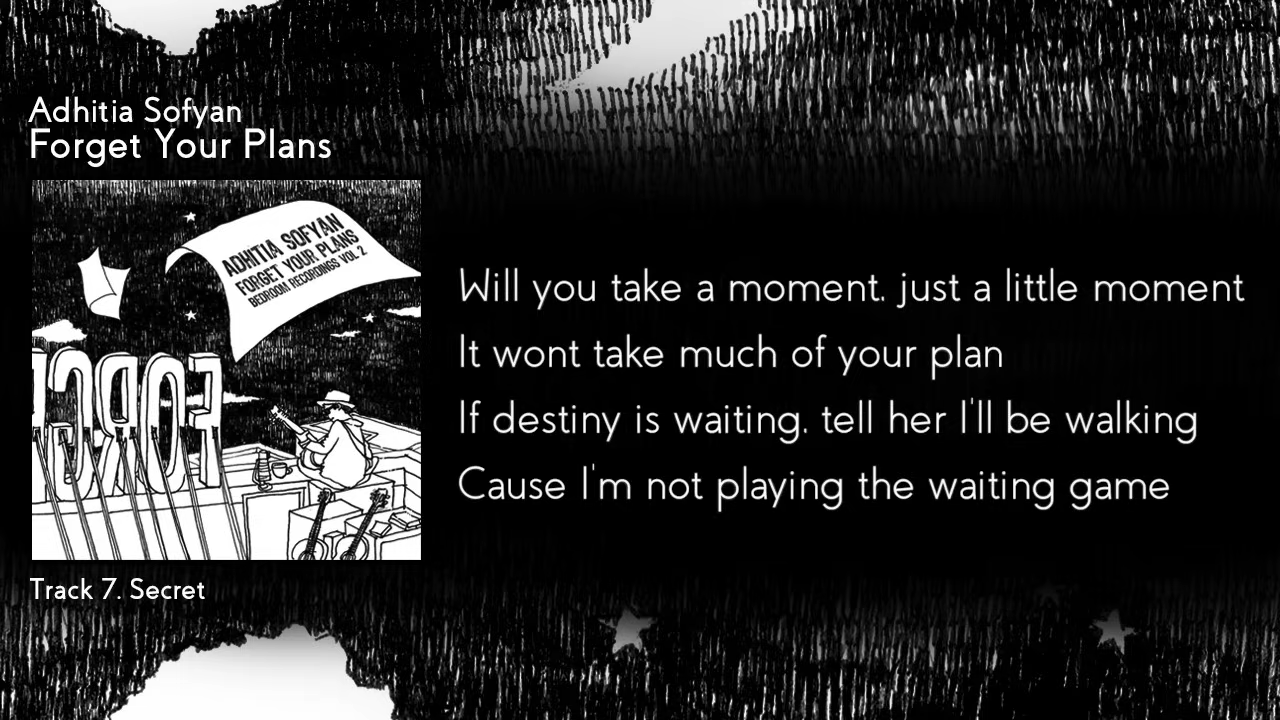 Adhitia Sofyan
Forget Your Plans
ADHITIA SOFYAN
FORGET YOUR PLANS
BEDROOM RECORDINGS VOL 2
FORG
Will you take a moment. just a little moment
It wont take much of your plan
If destiny is waiting. tell her I'll be walking
Cause I'm not playing the waiting game
Track 7. Secret